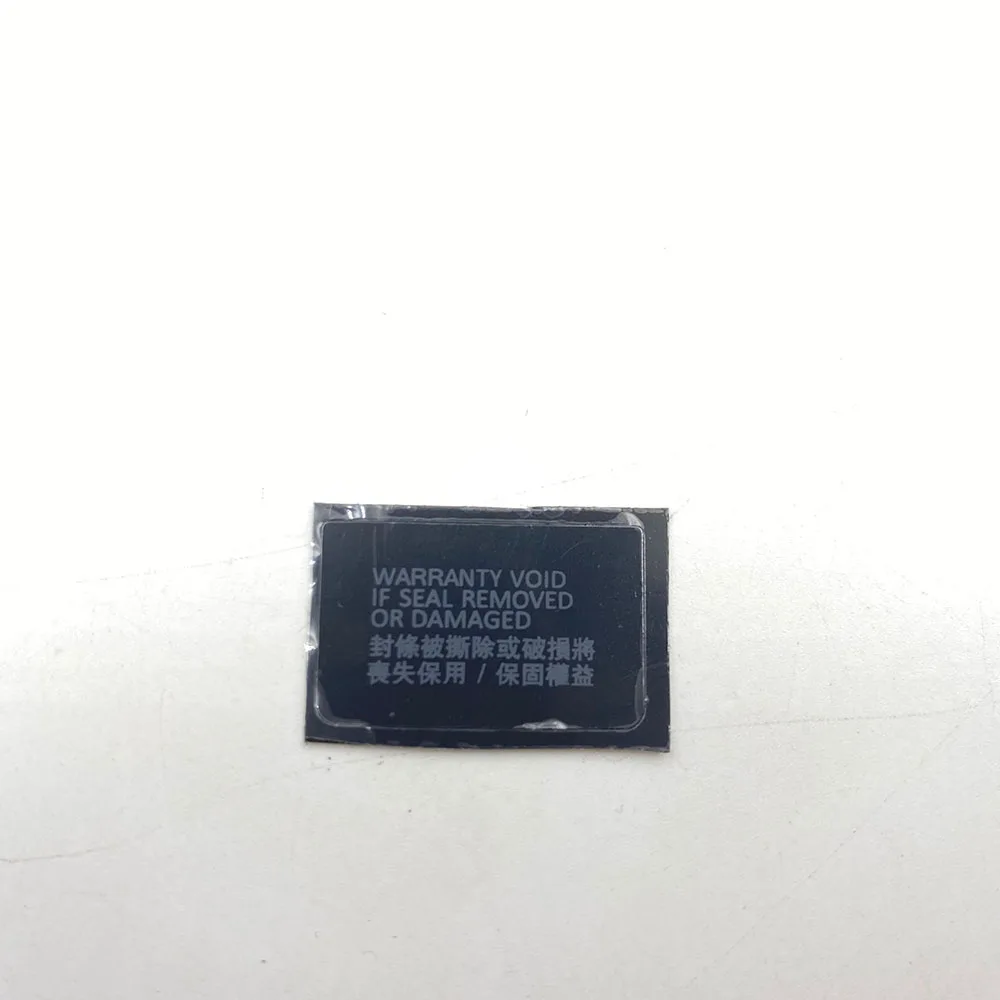 WARRANTY VOID
IF SEAL REMOVED
OR DAMAGED
封條被撕除或破損將
喪失保用 / 保固權益